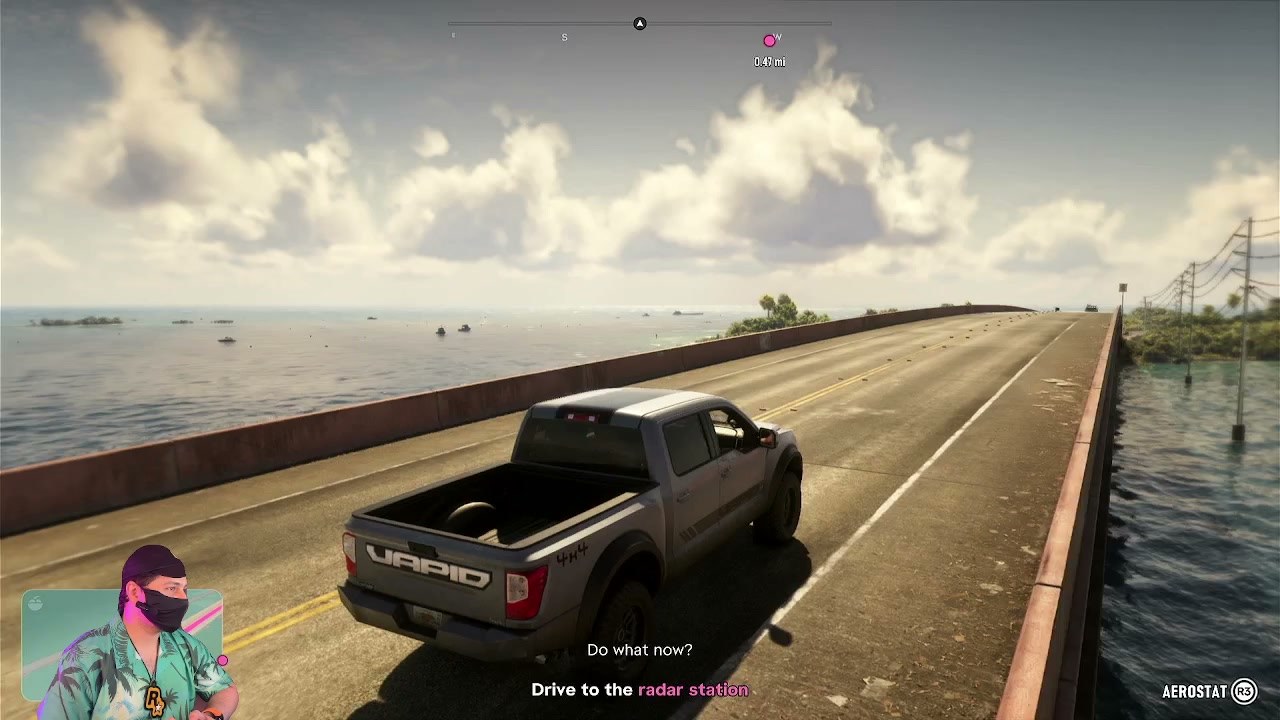 S
W
0.47 mi
VAPID
4x4
Do what now?
Drive to the radar station
AEROSTAT R3